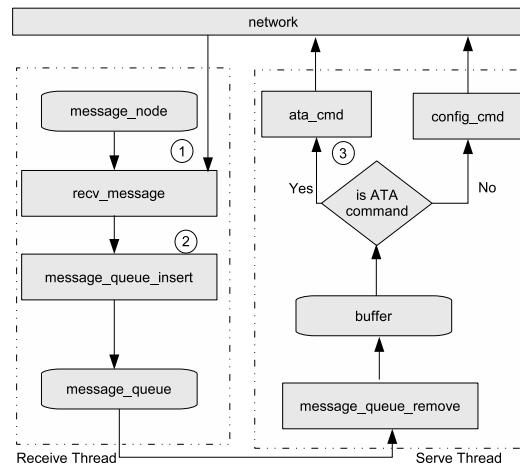 network
message_node
1
recv_message
2
message_queue_insert
message_queue
Receive Thread
ata_cmd
config_cmd
3
Yes
is ATA
command
No
buffer
message_queue_remove
Serve Thread